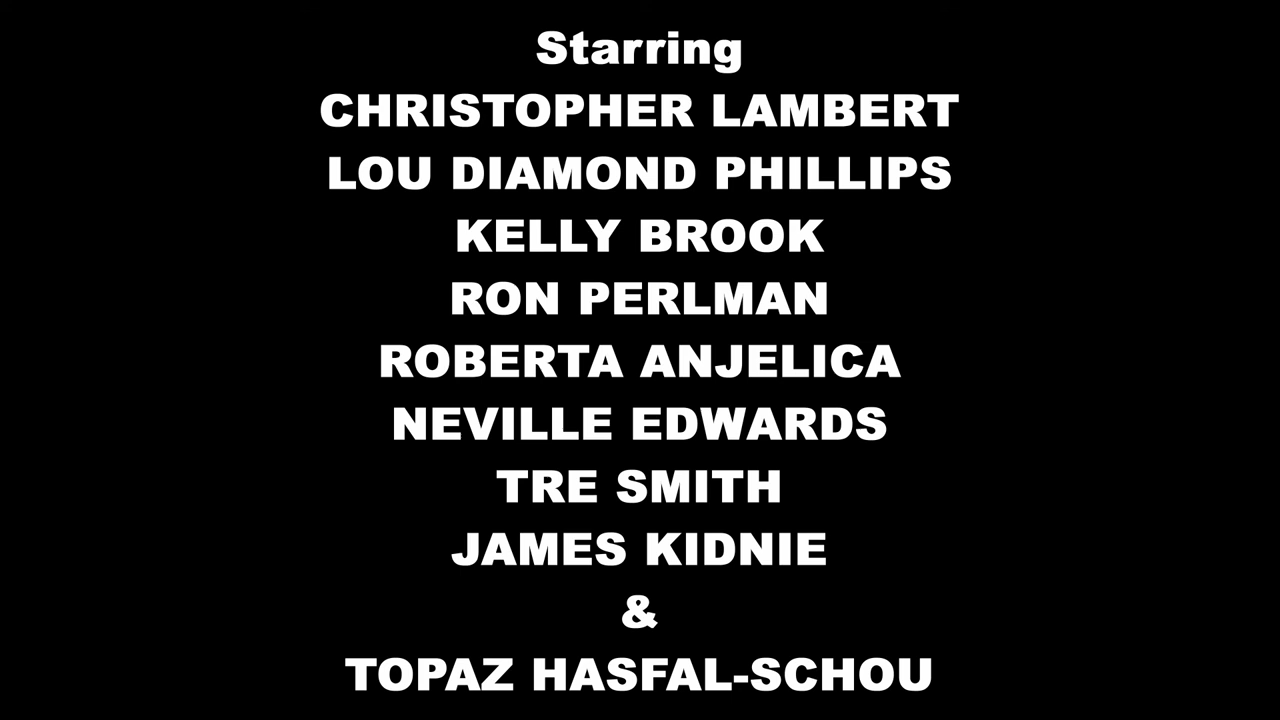 Starring
CHRISTOPHER LAMBERT
LOU DIAMOND PHILLIPS
KELLY BROOK
RON PERLMAN
ROBERTA ANJELICA
NEVILLE EDWARDS
TRE SMITH
JAMES KIDNIE
&
TOPAZ HASFAL-SCHOU